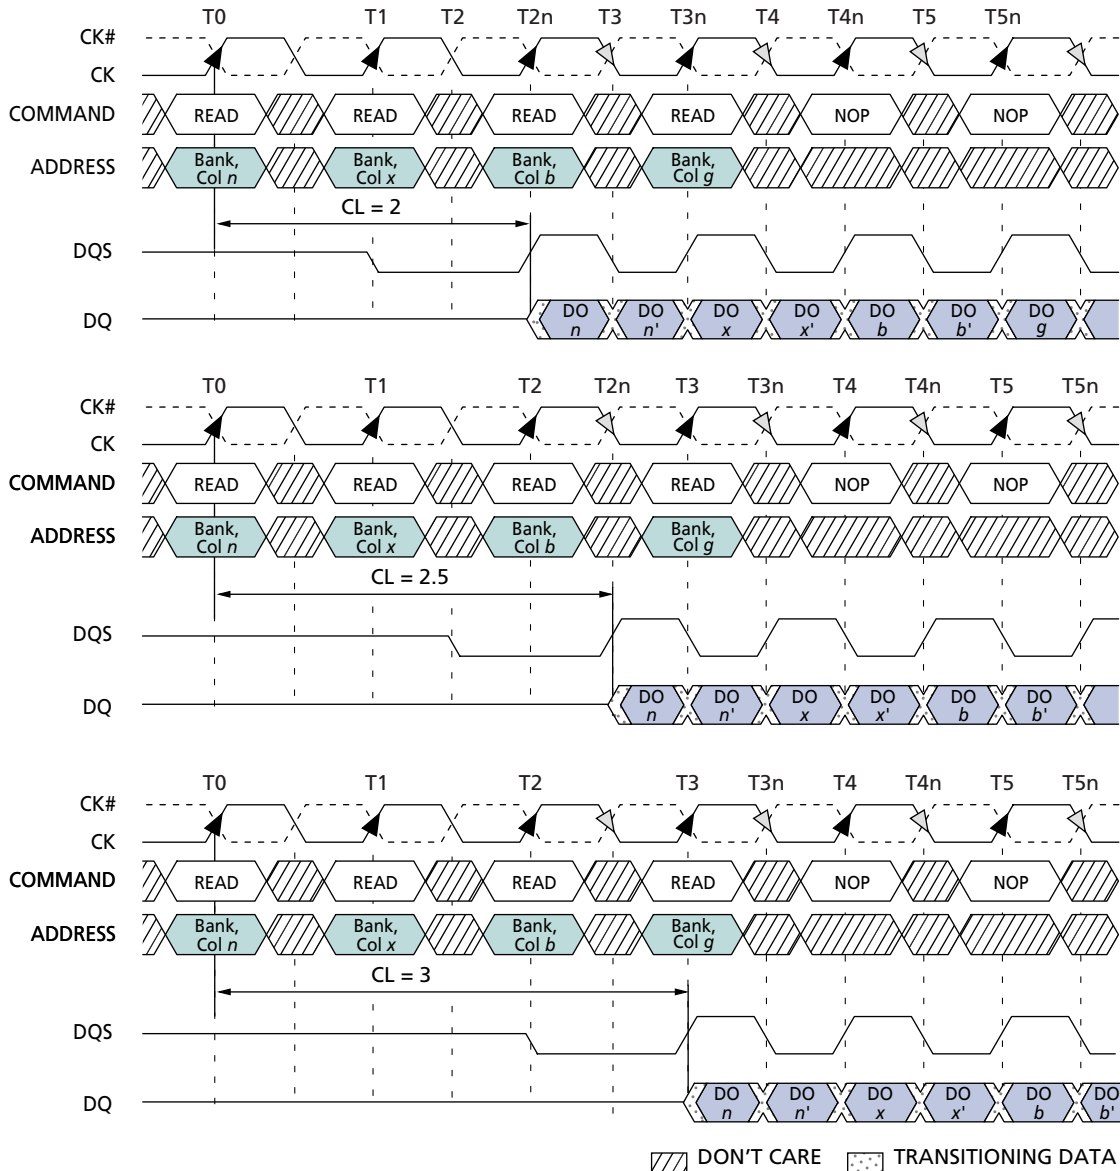 T0 T1 T2 T2n T3 T3n T4 T4n T5 T5n
CK#
CK
COMMAND READ READ READ READ NOP NOP
ADDRESS Bank, Col n Bank, Col x Bank, Col b Bank, Col g
CL = 2
DQS
DQ DO n DO n' DO x DO x' DO b DO b' DO g
T0 T1 T2 T2n T3 T3n T4 T4n T5 T5n
CK#
CK
COMMAND READ READ READ READ NOP NOP
ADDRESS Bank, Col n Bank, Col x Bank, Col b Bank, Col g
CL = 2.5
DQS
DQ DO n DO n' DO x DO x' DO b DO b'
T0 T1 T2 T3 T3n T4 T4n T5 T5n
CK#
CK
COMMAND READ READ READ READ NOP NOP
ADDRESS Bank, Col n Bank, Col x Bank, Col b Bank, Col g
CL = 3
DQS
DQ DO n DO n' DO x DO x' DO b DO b'
DON'T CARE TRANSITIONING DATA